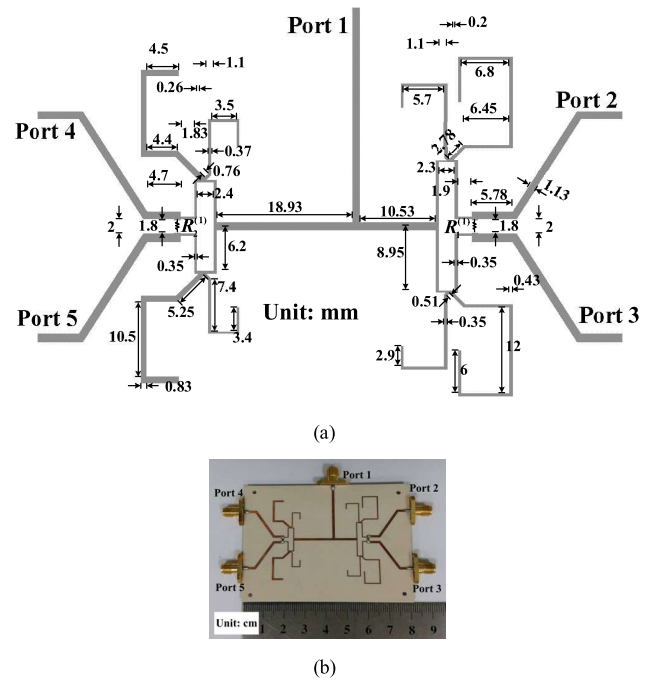 Port 1
0.2
1.1
4.5
1.1
6.8
0.26
3.5
5.7
6.45
Port 2
Port 4
1.83
2.78
4.4
0.37
0.76
2.3
4.7
2.4
1.9
5.78
1.13
18.93
10.53
2
1.8
R2(1)
R1(1)
1.8
2
6.2
8.95
0.35
0.35
0.43
7.4
0.51
5.25
Port 5
Unit: mm
Port 3
0.35
10.5
3.4
2.9
12
6
0.83
(a)
Port 1
Port 4
Port 2
Port 5
Port 3
Unit: cm
1 2 3 4 5 6 7 8 9
(b)